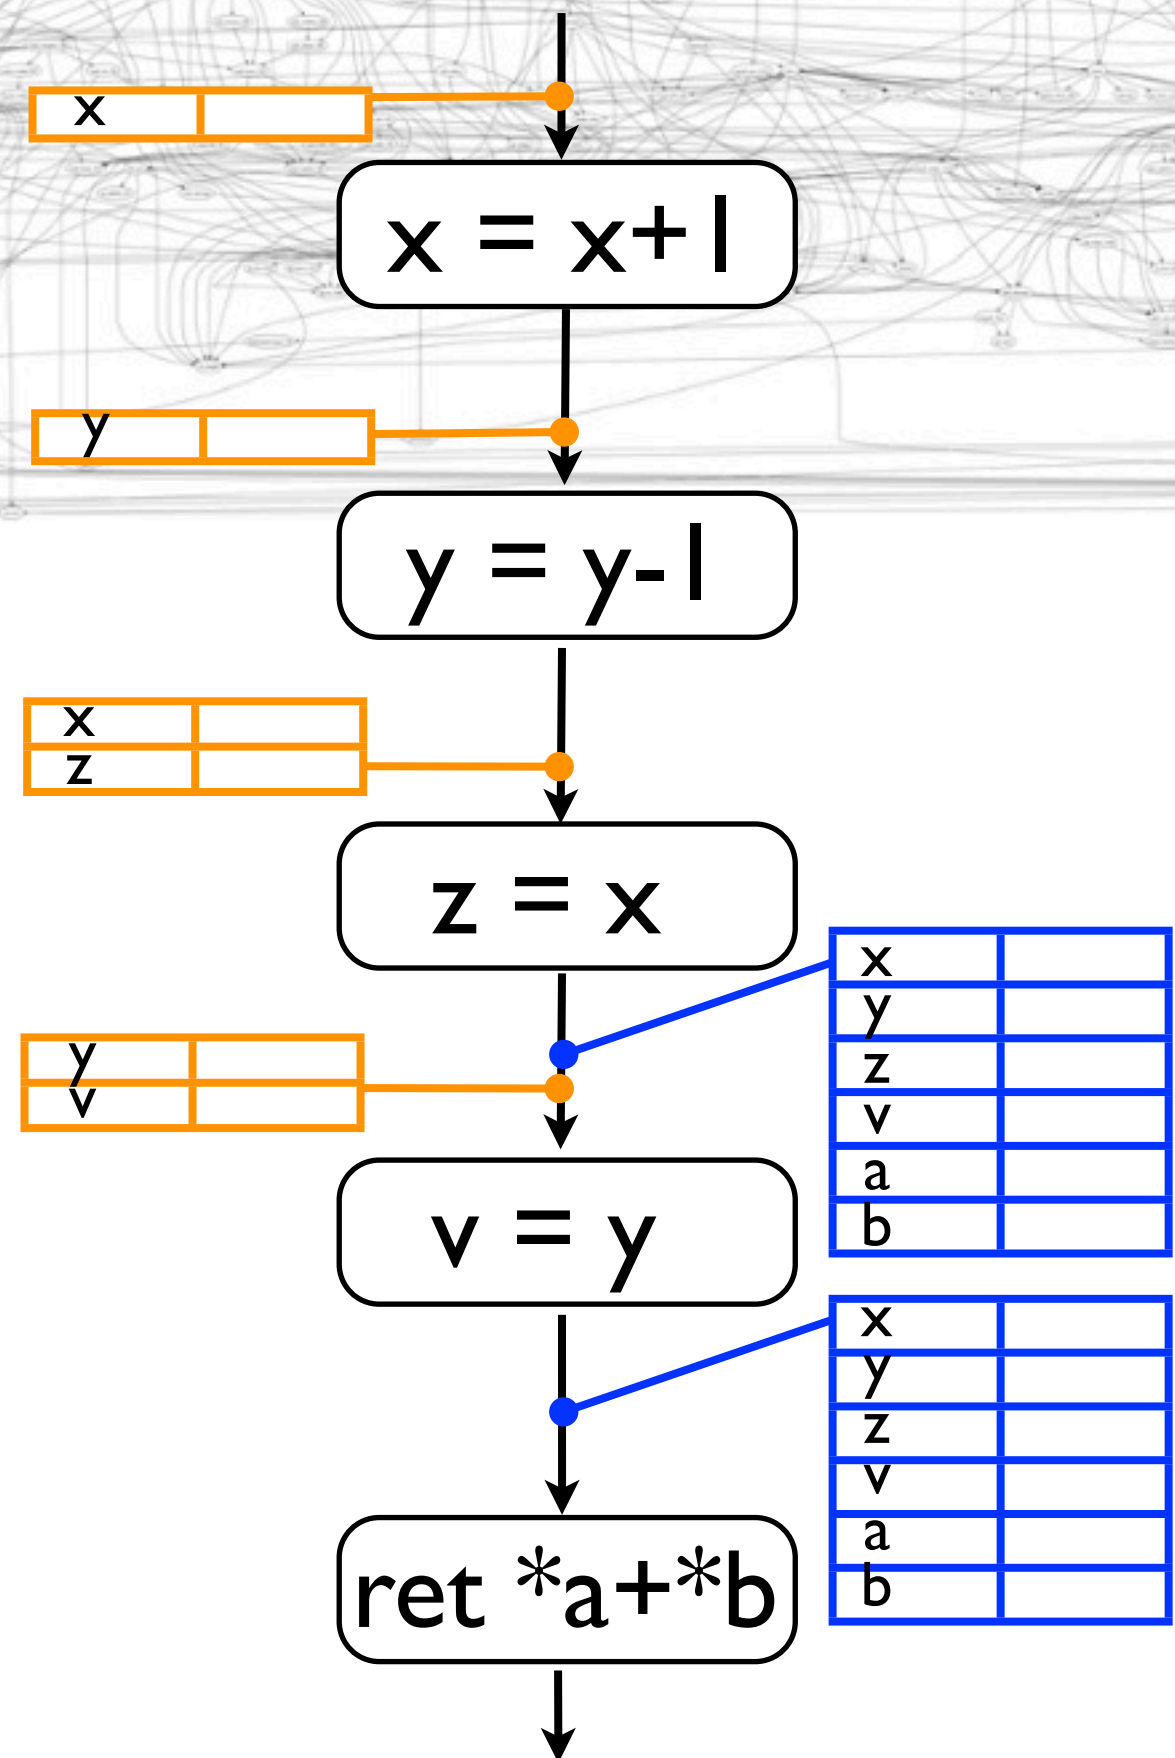 x
x = x+1
y
y = y-1
x
z
z = x
x
y
z
v
a
b
y
v
v = y
x
y
z
v
a
b
ret *a+*b